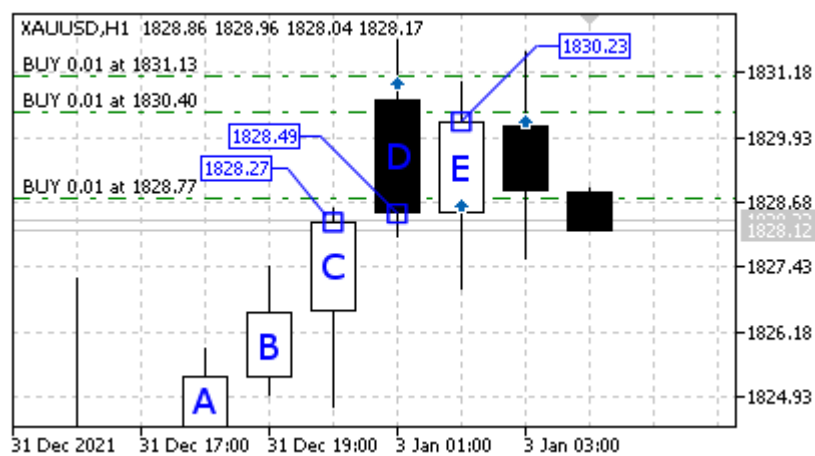 XAUUSD,H1 1828.86 1828.96 1828.04 1828.17
BUY 0.01 at 1831.13
BUY 0.01 at 1830.40
BUY 0.01 at 1828.77
1830.23
1828.49
1828.27
D
E
C
B
A
1831.18
1829.93
1828.68
1828.12
1827.43
1826.18
1824.93
31 Dec 2021
31 Dec 17:00
31 Dec 19:00
3 Jan 01:00
3 Jan 03:00